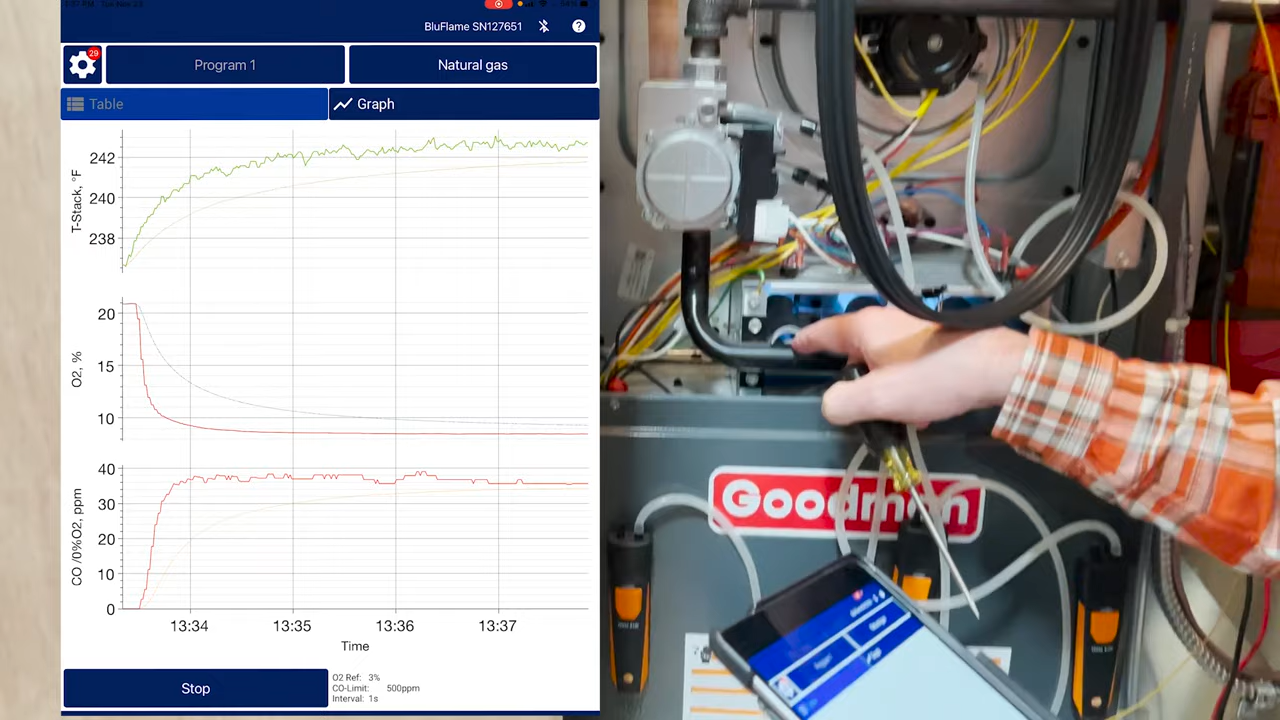 BluFlame SN127651
?
29
Program 1
Natural gas
Table
Graph
T-Stack, °F
242
240
238
O2, %
20
15
10
CO /0%O2, ppm
40
30
20
10
0
13:34
13:35
13:36
13:37
Time
Stop
O2 Ref: 3%
CO-Limit: 500ppm
Interval: 1s
Goodman